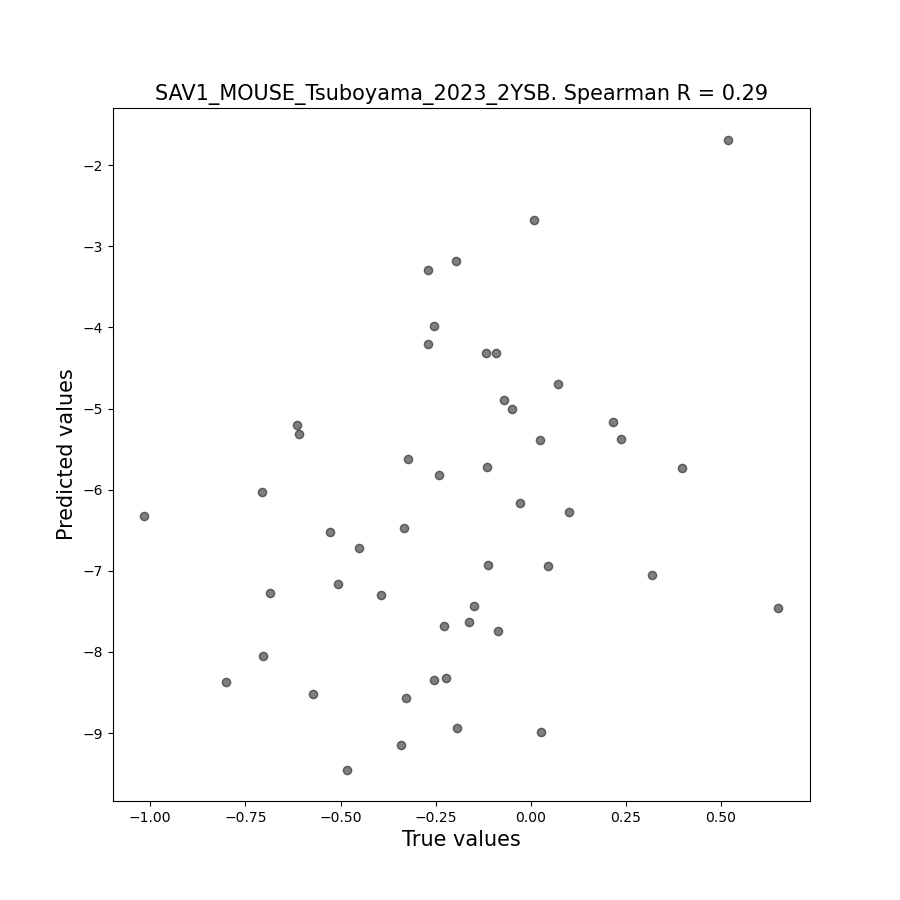 SAV1_MOUSE_Tsuboyama_2023_2YSB. Spearman R = 0.29
−2
−3
−4
−5
−6
−7
−8
−9
Predicted values
−1.00 −0.75 −0.50 −0.25 0.00 0.25 0.50
True values